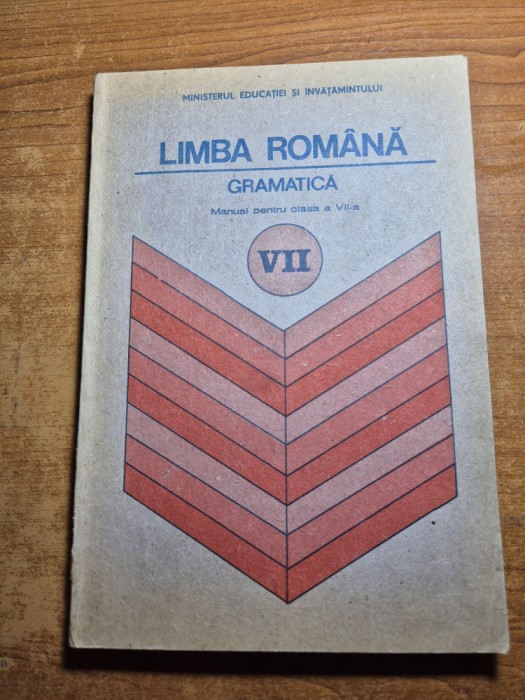 MINISTERUL EDUCAȚIEI ȘI ÎNVĂȚĂMÎNTULUI
LIMBA ROMÂNĂ
GRAMATICĂ
Manual pentru clasa a VII-a
VII